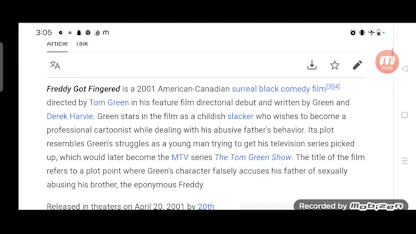 3:05
Article Talk
Freddy Got Fingered is a 2001 American-Canadian surreal black comedy film[3][4]
directed by Tom Green in his feature film directorial debut and written by Green and
Derek Harvie. Green stars in the film as a childish slacker who wishes to become a
professional cartoonist while dealing with his abusive father's behavior. Its plot
resembles Green's struggles as a young man trying to get his television series picked
up, which would later become the MTV series The Tom Green Show. The title of the film
refers to a plot point where Green's character falsely accuses his father of sexually
abusing his brother, the eponymous Freddy.
Released in theaters on April 20, 2001 by 20th
Recorded by mobizen